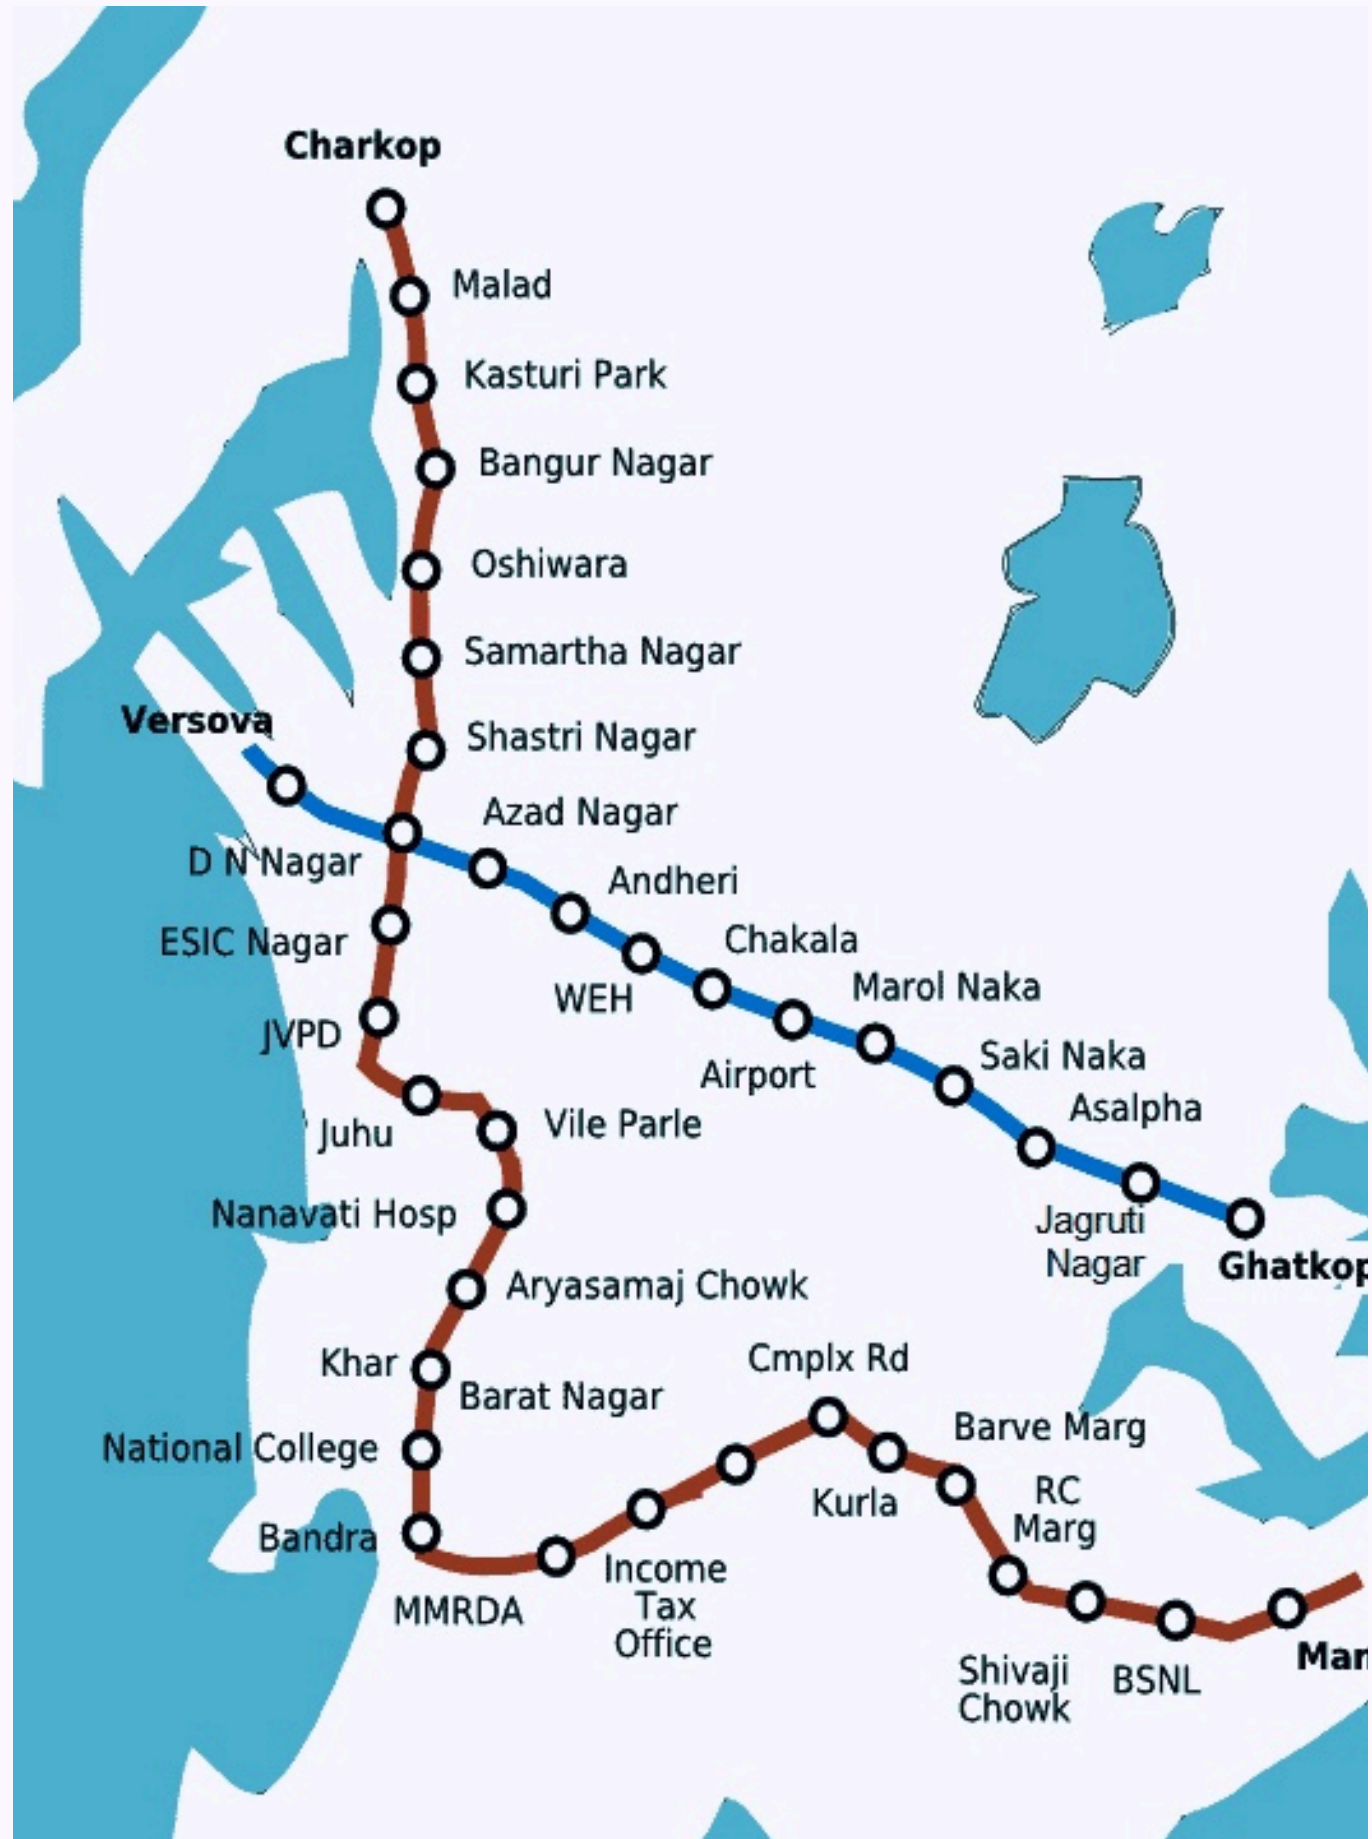 Charkop
Malad
Kasturi Park
Bangur Nagar
Oshiwara
Samartha Nagar
Versova
Shastri Nagar
Azad Nagar
D N Nagar
Andheri
ESIC Nagar
Chakala
WEH
Marol Naka
JVPD
Saki Naka
Airport
Asalpha
Juhu
Vile Parle
Nanavati Hosp
Jagruti
Nagar
Ghatkop
Aryasamaj Chowk
Khar
Cmplx Rd
Barat Nagar
National College
Barve Marg
Kurla
RC
Marg
Bandra
Income
Tax
Office
MMRDA
Shivaji
Chowk
BSNL
Man